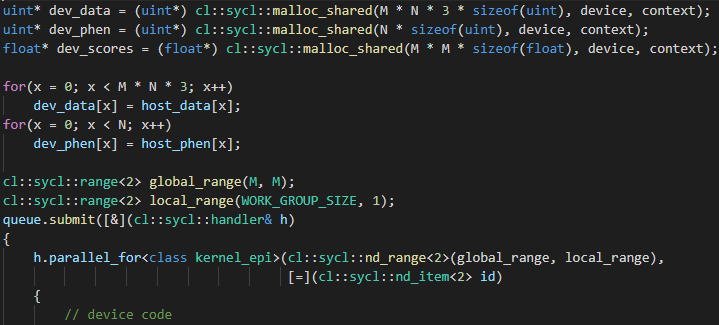 uint* dev_data = (uint*) cl::sycl::malloc_shared(M * N * 3 * sizeof(uint), device, context);
uint* dev_phen = (uint*) cl::sycl::malloc_shared(N * sizeof(uint), device, context);
float* dev_scores = (float*) cl::sycl::malloc_shared(M * M * sizeof(float), device, context);
for(x = 0; x < M * N * 3; x++)
dev_data[x] = host_data[x];
for(x = 0; x < N; x++)
dev_phen[x] = host_phen[x];
cl::sycl::range<2> global_range(M, M);
cl::sycl::range<2> local_range(WORK_GROUP_SIZE, 1);
queue.submit([&](cl::sycl::handler& h)
{
h.parallel_for<class kernel_epi>(cl::sycl::nd_range<2>(global_range, local_range),
[=](cl::sycl::nd_item<2> id)
{
// device code